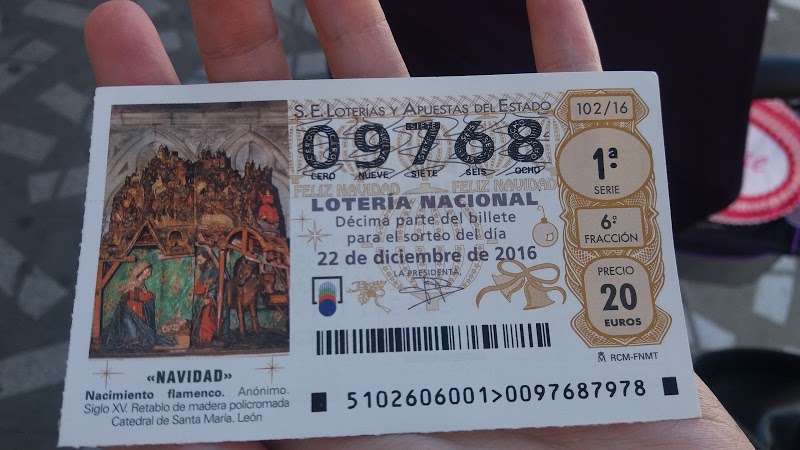 S.E. LOTERÍAS Y APUESTAS DEL ESTADO
09768
CERO NUEVE SIETE SEIS OCHO
FELIZ NAVIDAD FELIZ NAVIDAD
LOTERÍA NACIONAL
Décima parte del billete
para el sorteo del día
22 de diciembre de 2016
LA PRESIDENTA,
102/16
1.ª
SERIE
6.ª
FRACCIÓN
PRECIO
20
EUROS
RCM-FNMT
5102606001>0097687978
«NAVIDAD»
Nacimiento flamenco. Anónimo.
Siglo XV. Retablo de madera policromada
Catedral de Santa María. León